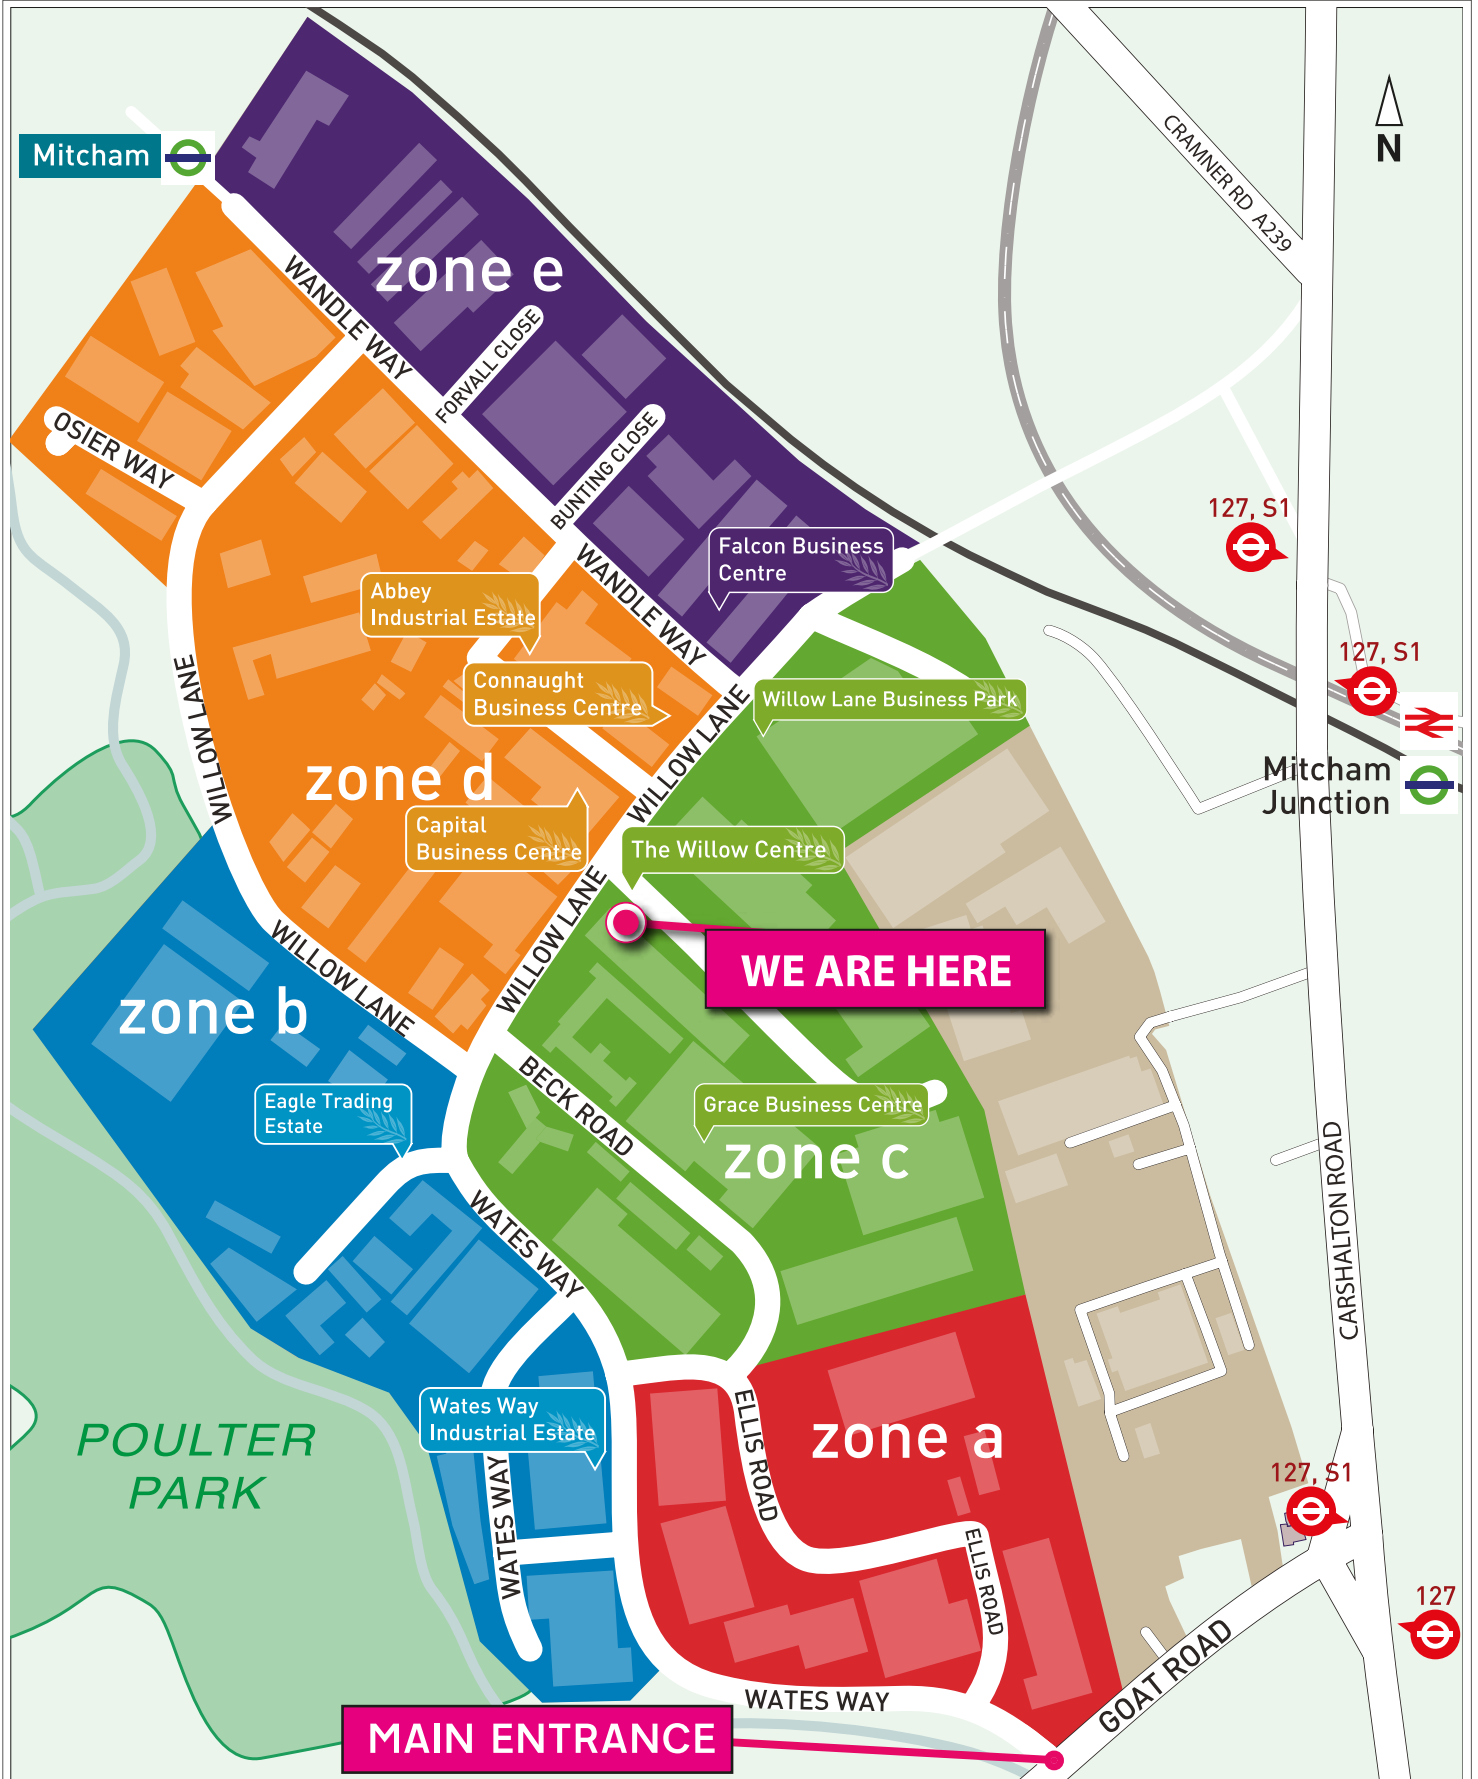 CRAMNER RD A239
N
Mitcham
zone e
WANDLE WAY
FORVALL CLOSE
OSIER WAY
BUNTING CLOSE
127, S1
Falcon Business
Centre
WANDLE WAY
Abbey
Industrial Estate
127, S1
WILLOW LANE
Connaught
Business Centre
Willow Lane Business Park
WILLOW LANE
zone d
Mitcham
Junction
Capital
Business Centre
The Willow Centre
WILLOW LANE
WILLOW LANE
WE ARE HERE
zone b
BECK ROAD
Eagle Trading
Estate
Grace Business Centre
zone c
CARSHALTON ROAD
WATES WAY
Wates Way
Industrial Estate
ELLIS ROAD
zone a
POULTER
PARK
127, S1
WATES WAY
ELLIS ROAD
127
GOAT ROAD
WATES WAY
MAIN ENTRANCE